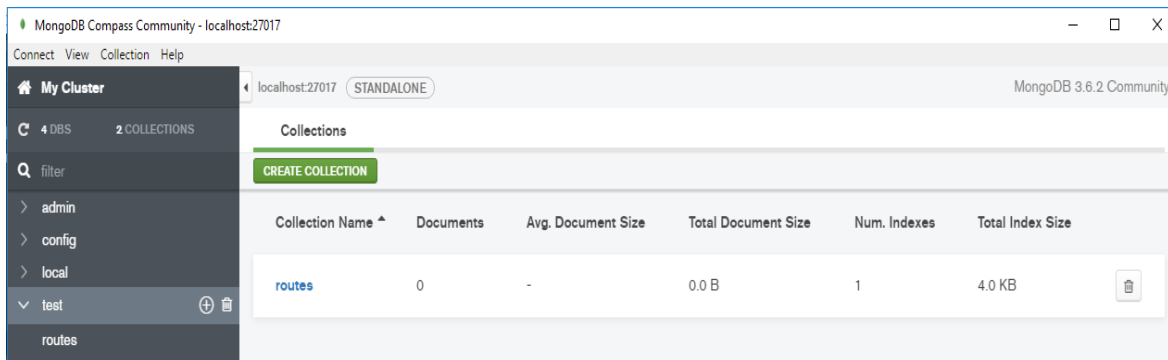 MongoDB Compass Community - localhost:27017
Connect View Collection Help
My Cluster
localhost:27017 STANDALONE MongoDB 3.6.2 Community
4 DBS 2 COLLECTIONS
Collections
filter
CREATE COLLECTION
admin
config
local
test
routes
Collection Name Documents Avg. Document Size Total Document Size Num. Indexes Total Index Size
routes 0 - 0.0 B 1 4.0 KB